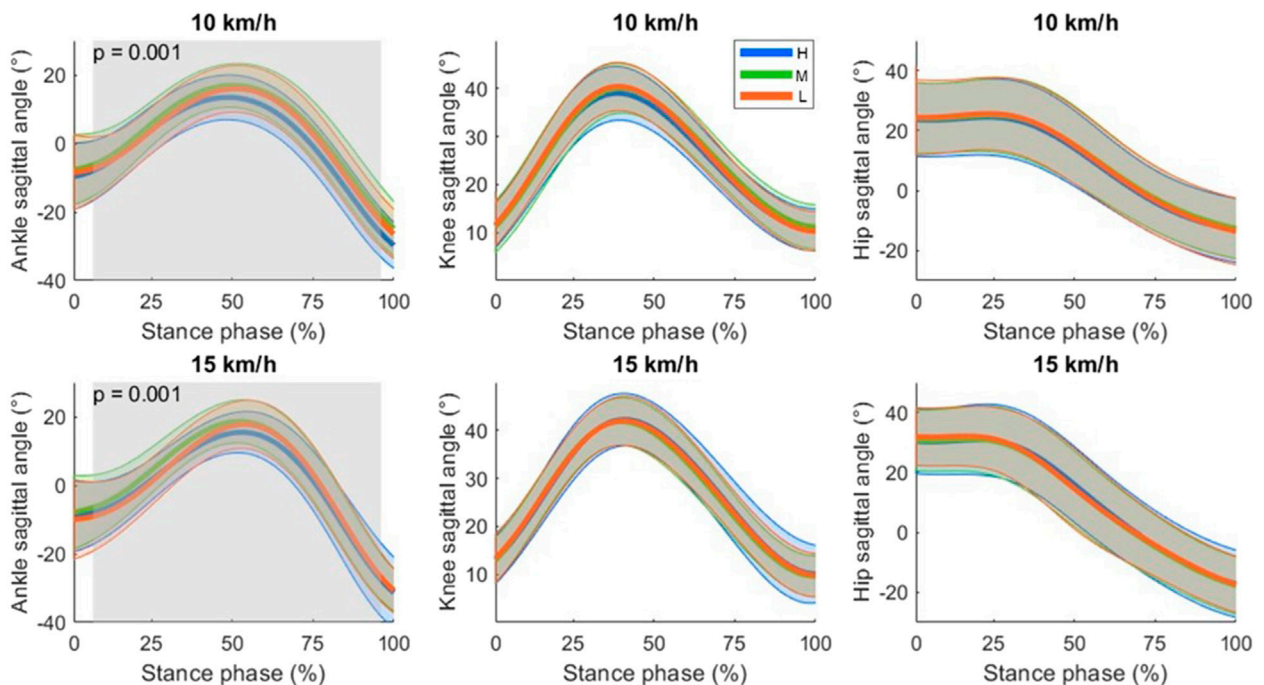 10 km/h
p = 0.001
Ankle sagittal angle (°)
20
0
-20
-40
0 25 50 75 100
Stance phase (%)
10 km/h
H
M
L
Knee sagittal angle (°)
40
30
20
10
0 25 50 75 100
Stance phase (%)
10 km/h
Hip sagittal angle (°)
40
20
0
-20
0 25 50 75 100
Stance phase (%)
15 km/h
p = 0.001
Ankle sagittal angle (°)
20
0
-20
-40
0 25 50 75 100
Stance phase (%)
15 km/h
Knee sagittal angle (°)
40
30
20
10
0 25 50 75 100
Stance phase (%)
15 km/h
Hip sagittal angle (°)
40
20
0
-20
0 25 50 75 100
Stance phase (%)